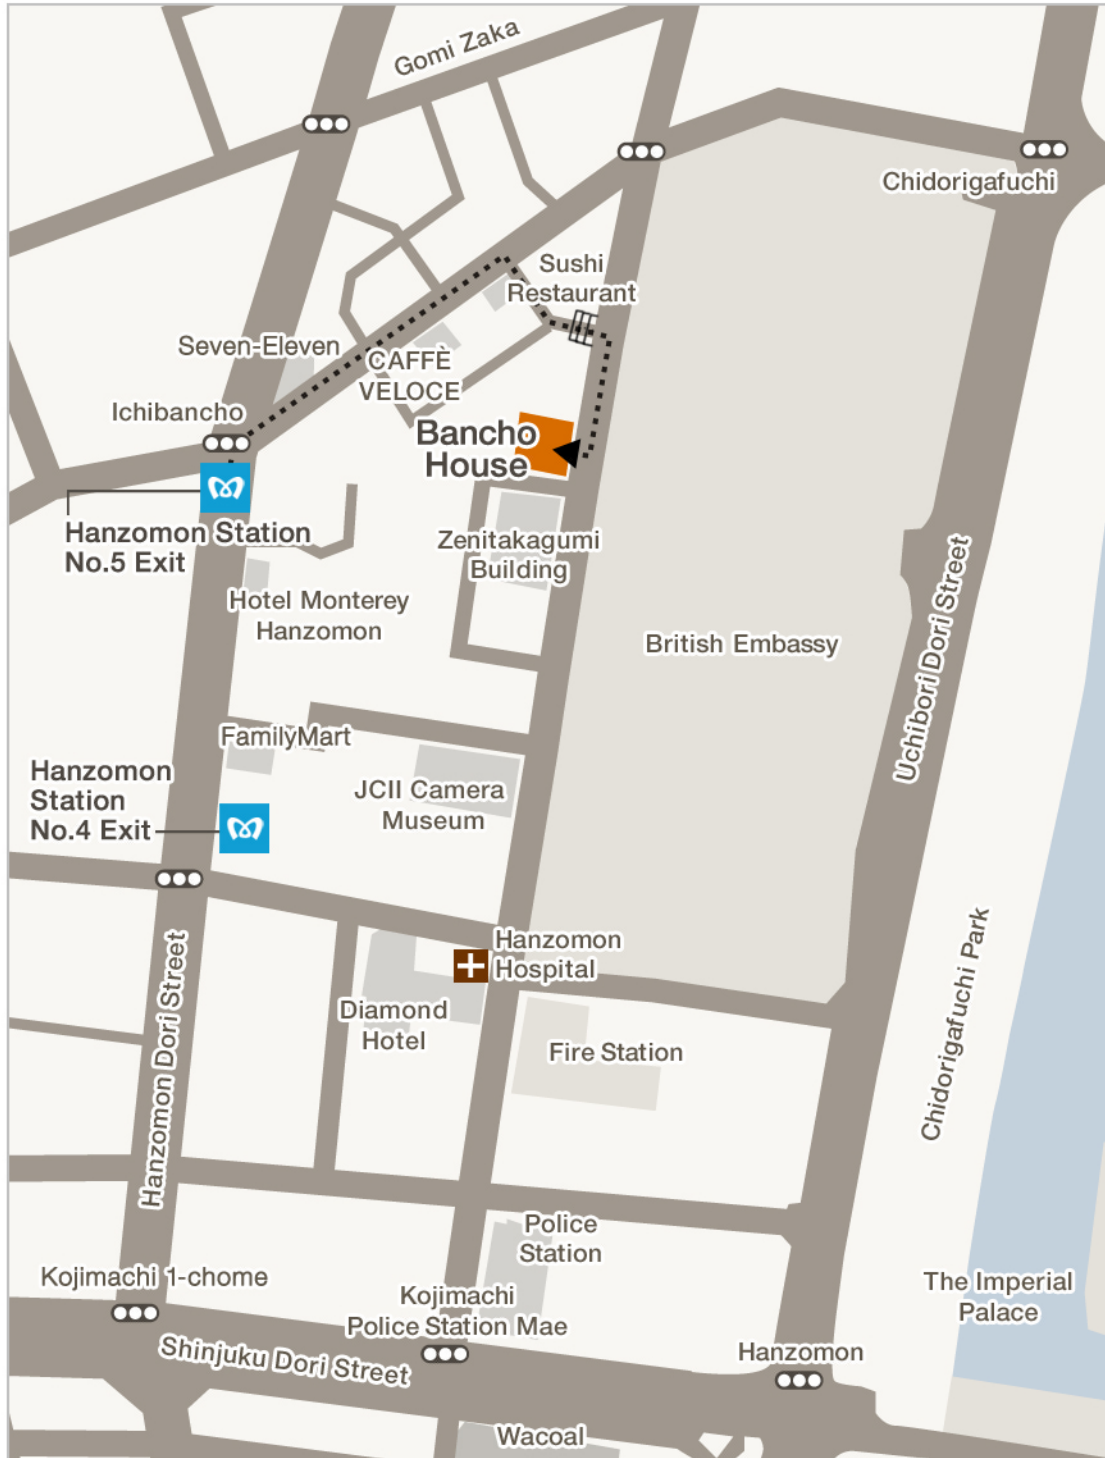 Gomi Zaka
Chidorigafuchi
Sushi
Restaurant
Seven-Eleven
CAFFÈ
VELOCE
Ichibancho
Bancho
House
Hanzomon Station
No.5 Exit
Zenitakagumi
Building
Hotel Monterey
Hanzomon
British Embassy
Uchibori Dori Street
FamilyMart
Hanzomon
Station
No.4 Exit
JCII Camera
Museum
Hanzomon
Hospital
Diamond
Hotel
Fire Station
Hanzomon Dori Street
Chidorigafuchi Park
Police
Station
Kojimachi 1-chome
Kojimachi
Police Station Mae
The Imperial
Palace
Shinjuku Dori Street
Hanzomon
Wacoal